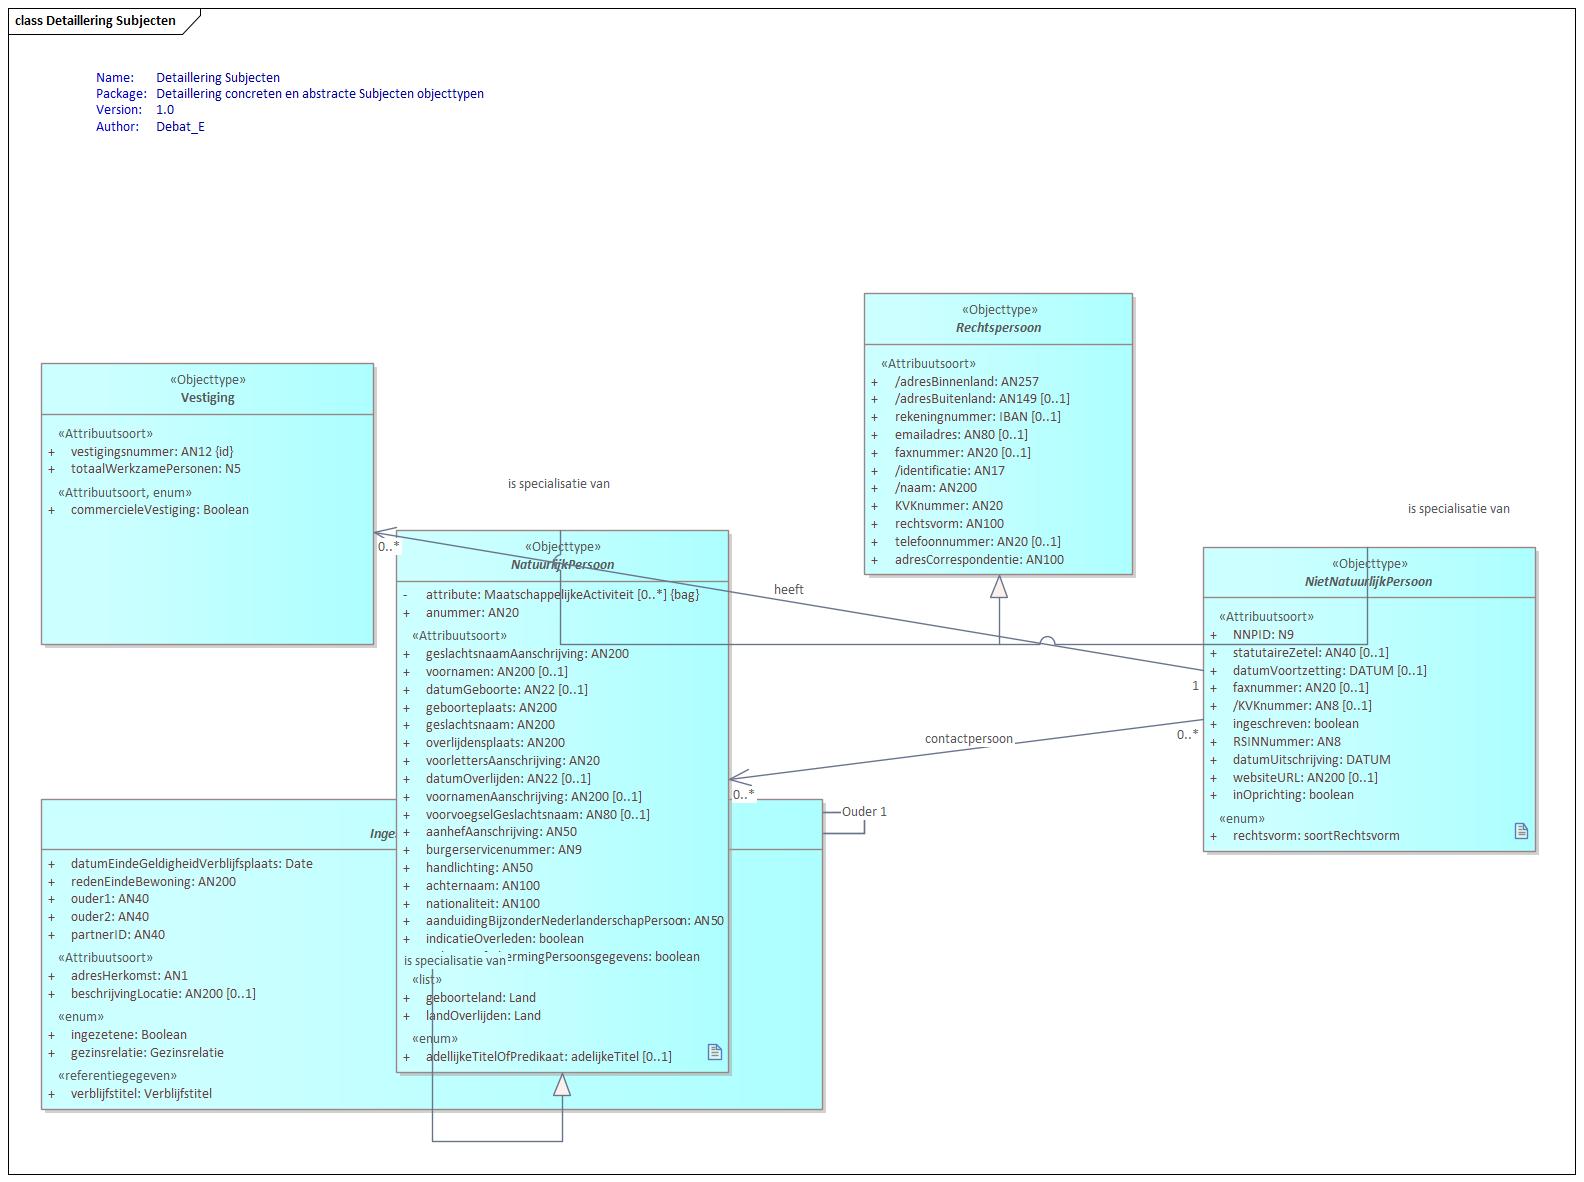 class Detaillering Subjecten
Name: Detaillering Subjecten
Package: Detaillering concreten en abstracte Subjecten objecttypen
Version: 1.0
Author: Debat_E
«Objecttype»
Rechtspersoon
«Attribuutsoort»
+ /adresBinnenland: AN257
+ /adresBuitenland: AN149 [0..1]
+ rekeningnummer: IBAN [0..1]
+ emailadres: AN80 [0..1]
+ faxnummer: AN20 [0..1]
+ /identificatie: AN17
+ /naam: AN200
+ KVKnummer: AN20
+ rechtsvorm: AN100
+ telefoonnummer: AN20 [0..1]
+ adresCorrespondentie: AN100
«Objecttype»
Vestiging
«Attribuutsoort»
+ vestigingsnummer: AN12 {id}
+ totaalWerkzamePersonen: N5
«Attribuutsoort, enum»
+ commercieleVestiging: Boolean
is specialisatie van
is specialisatie van
0..*
heeft
1
contactpersoon
0..*
0..*
«Objecttype»
NatuurlijkPersoon
- attribute: MaatschappelijkeActiviteit [0..*] {bag}
+ anummer: AN20
«Attribuutsoort»
+ geslachtsnaamAanschrijving: AN200
+ voornamen: AN200 [0..1]
+ datumGeboorte: AN22 [0..1]
+ geboorteplaats: AN200
+ geslachtsnaam: AN200
+ overlijdensplaats: AN200
+ voorlettersAanschrijving: AN20
+ datumOverlijden: AN22 [0..1]
+ voornamenAanschrijving: AN200 [0..1]
+ voorvoegselGeslachtsnaam: AN80 [0..1]
+ aanhefAanschrijving: AN50
+ burgerservicenummer: AN9
+ handlichting: AN50
+ achternaam: AN100
+ nationaliteit: AN100
+ aanduidingBijzonderNederlanderschapPersoon: AN50
+ indicatieOverleden: boolean
ermingPersoonsgegevens: boolean
is specialisatie van
«list»
+ geboorteland: Land
+ landOverlijden: Land
«enum»
+ adellijkeTitelOfPredikaat: adelijkeTitel [0..1]
«Objecttype»
NietNatuurlijkPersoon
«Attribuutsoort»
+ NNPID: N9
+ statutaireZetel: AN40 [0..1]
+ datumVoortzetting: DATUM [0..1]
+ faxnummer: AN20 [0..1]
+ /KVKnummer: AN8 [0..1]
+ ingeschreven: boolean
+ RSINNummer: AN8
+ datumUitschrijving: DATUM
+ websiteURL: AN200 [0..1]
+ inOprichting: boolean
«enum»
+ rechtsvorm: soortRechtsvorm
Ouder 1
Inge
+ datumEindeGeldigheidVerblijfsplaats: Date
+ redenEindeBewoning: AN200
+ ouder1: AN40
+ ouder2: AN40
+ partnerID: AN40
«Attribuutsoort»
+ adresHerkomst: AN1
+ beschrijvingLocatie: AN200 [0..1]
«enum»
+ ingezetene: Boolean
+ gezinsrelatie: Gezinsrelatie
«referentiegegeven»
+ verblijfstitel: Verblijfstitel